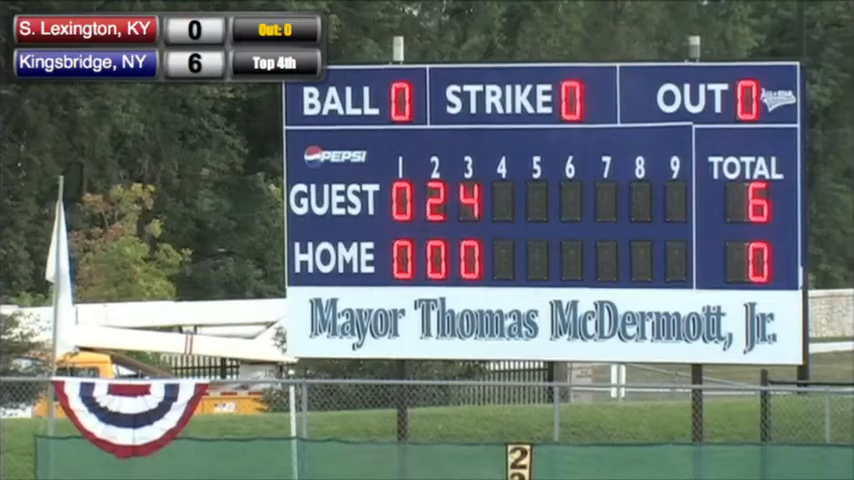 S. Lexington, KY 0 Out: 0
Kingsbridge, NY 6 Top 4th
BALL 0 STRIKE 0 OUT 0
PEPSI 1 2 3 4 5 6 7 8 9 TOTAL
GUEST 0 2 4 6
HOME 0 0 0 0
Mayor Thomas McDermott, Jr.